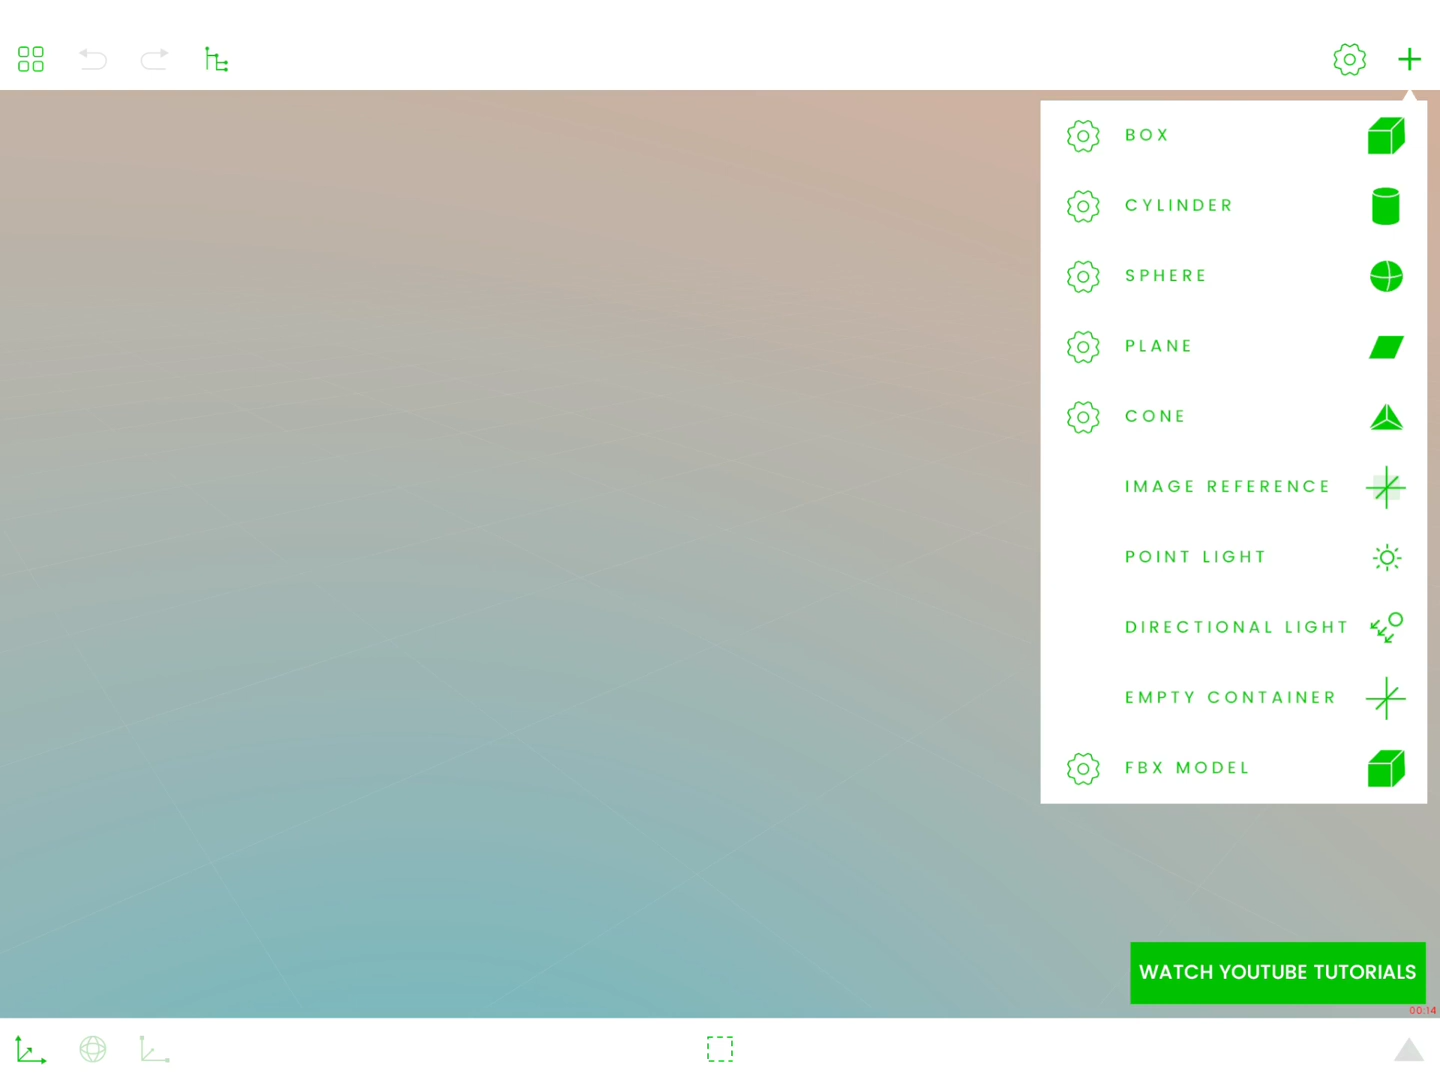 BOX
CYLINDER
SPHERE
PLANE
CONE
IMAGE REFERENCE
POINT LIGHT
DIRECTIONAL LIGHT
EMPTY CONTAINER
FBX MODEL
WATCH YOUTUBE TUTORIALS
00:14